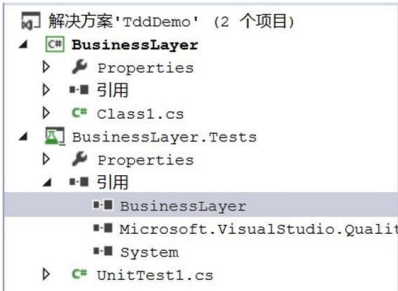 解决方案'TddDemo' (2 个项目)
BusinessLayer
Properties
引用
Class1.cs
BusinessLayer.Tests
Properties
引用
BusinessLayer
Microsoft.VisualStudio.Qualit
System
UnitTest1.cs